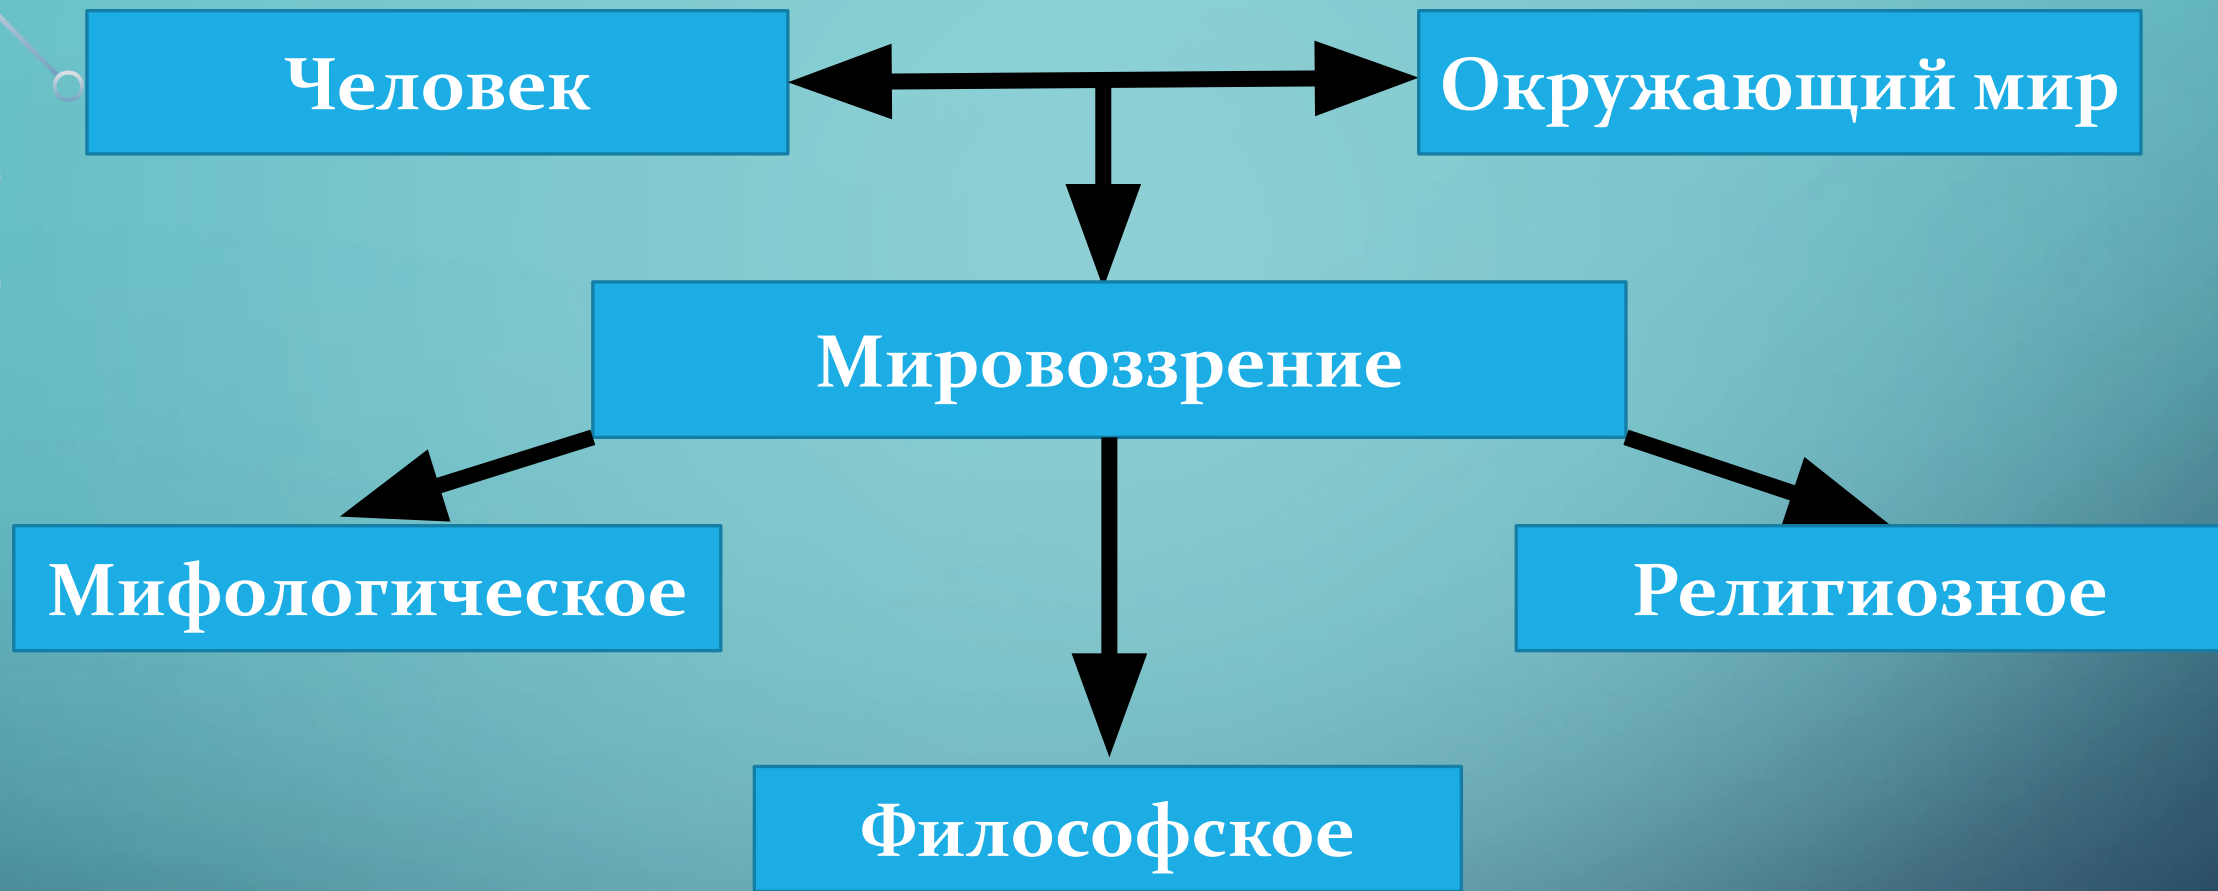 Человек
Окружающий мир
Мировоззрение
Мифологическое
Религиозное
Философское